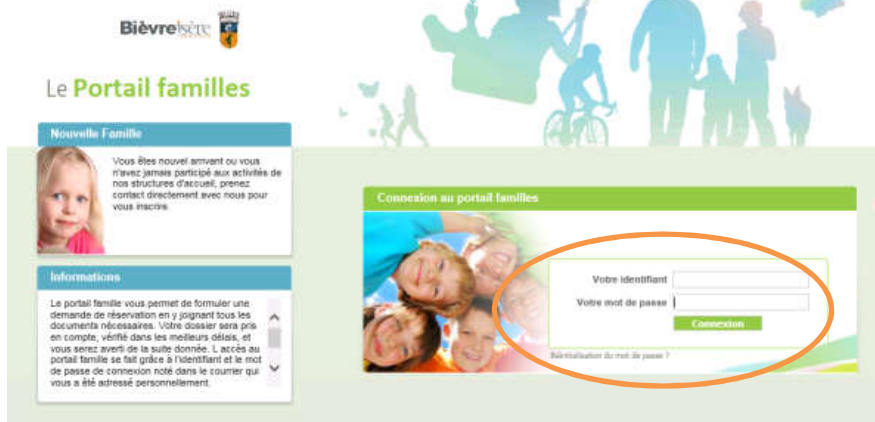 Bièvre Isère
Le Portail familles
Nouvelle Famille
Vous êtes nouvel arrivant ou vous
n'avez jamais participé aux activités de
nos structures d'accueil, prenez
contact directement avec nous pour
vous inscrire.
Informations
Le portail famille vous permet de formuler une
demande de réservation en y joignant tous les
documents nécessaires. Votre dossier sera pris
en compte, vérifié dans les meilleurs délais, et
vous serez averti de la suite donnée. L accès au
portail famille se fait grâce à l'identifiant et le mot
de passe de connexion noté dans le courrier qui
vous a été adressé personnellement.
Connexion au portail familles
Votre identifiant
Votre mot de passe
Connexion
Réinitialisation du mot de passe ?